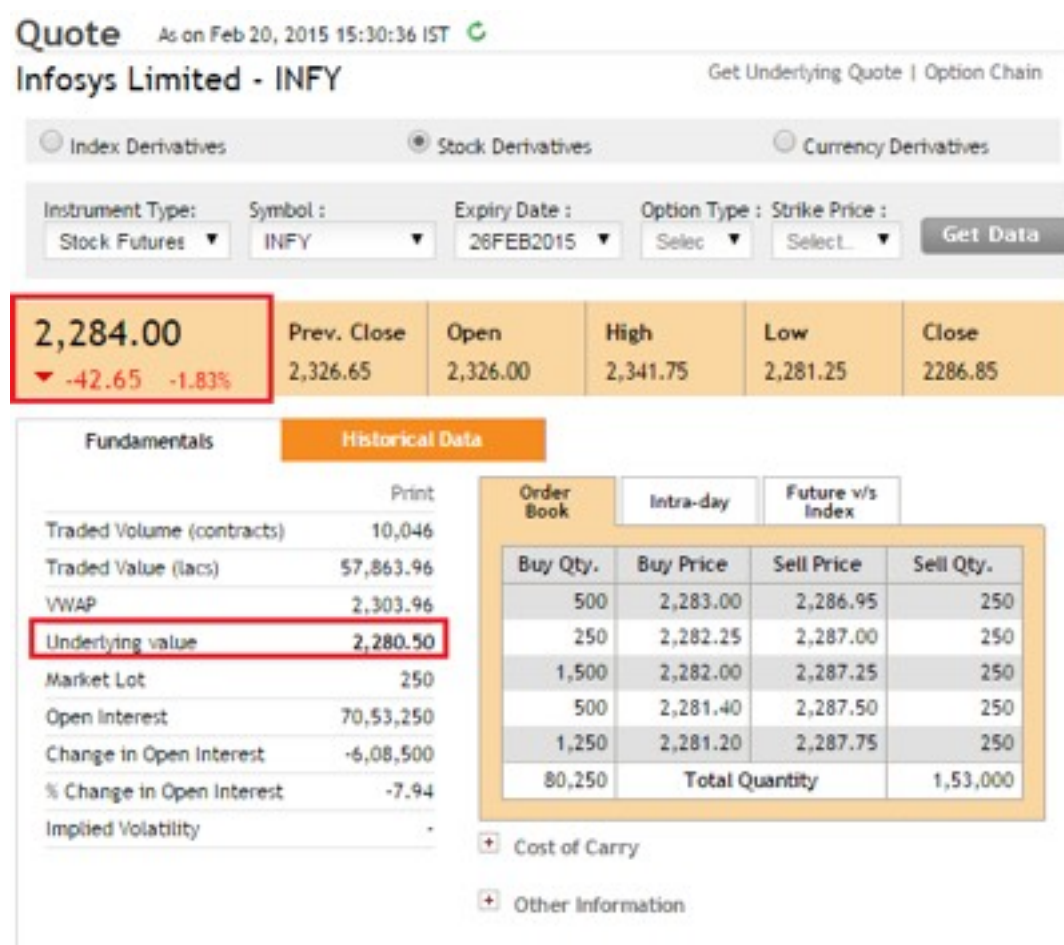 Quote As on Feb 20, 2015 15:30:36 IST
Infosys Limited - INFY Get Underlying Quote | Option Chain
Index Derivatives Stock Derivatives Currency Derivatives
Instrument Type: Symbol : Expiry Date : Option Type : Strike Price :
Stock Futures INFY 26FEB2015 Selec Select.. Get Data
2,284.00 Prev. Close Open High Low Close
-42.65 -1.83% 2,326.65 2,326.00 2,341.75 2,281.25 2286.85
Fundamentals Historical Data
Print
Traded Volume (contracts) 10,046
Traded Value (lacs) 57,863.96
VWAP 2,303.96
Underlying value 2,280.50
Market Lot 250
Open Interest 70,53,250
Change in Open Interest -6,08,500
% Change in Open Interest -7.94
Implied Volatility -
Order Book Intra-day Future v/s Index
Buy Qty. Buy Price Sell Price Sell Qty.
500 2,283.00 2,286.95 250
250 2,282.25 2,287.00 250
1,500 2,282.00 2,287.25 250
500 2,281.40 2,287.50 250
1,250 2,281.20 2,287.75 250
80,250 Total Quantity 1,53,000
Cost of Carry
Other Information